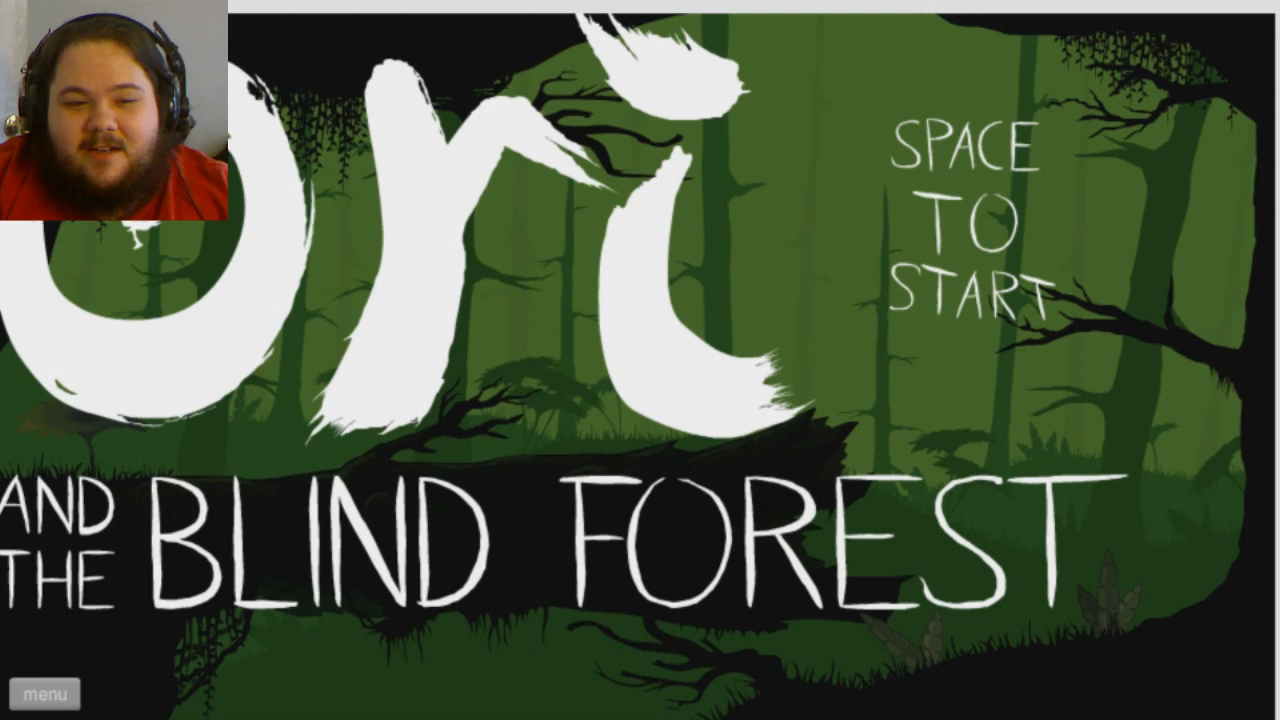 ori
SPACE
TO
START
AND
THE
BLIND FOREST
menu